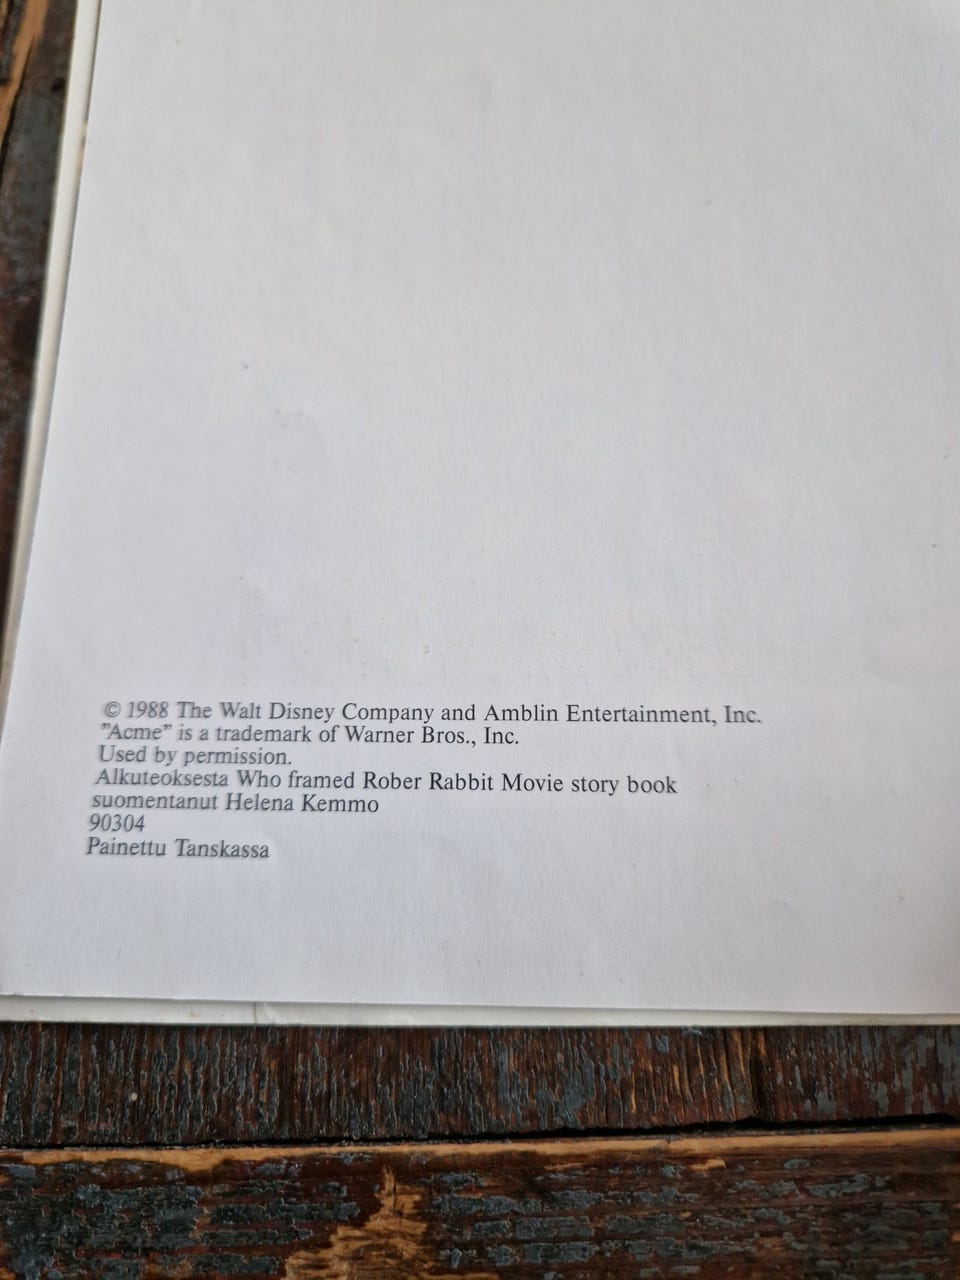 © 1988 The Walt Disney Company and Amblin Entertainment, Inc.
”Acme” is a trademark of Warner Bros., Inc.
Used by permission.
Alkuteoksesta Who framed Rober Rabbit Movie story book
suomentanut Helena Kemmo
90304
Painettu Tanskassa